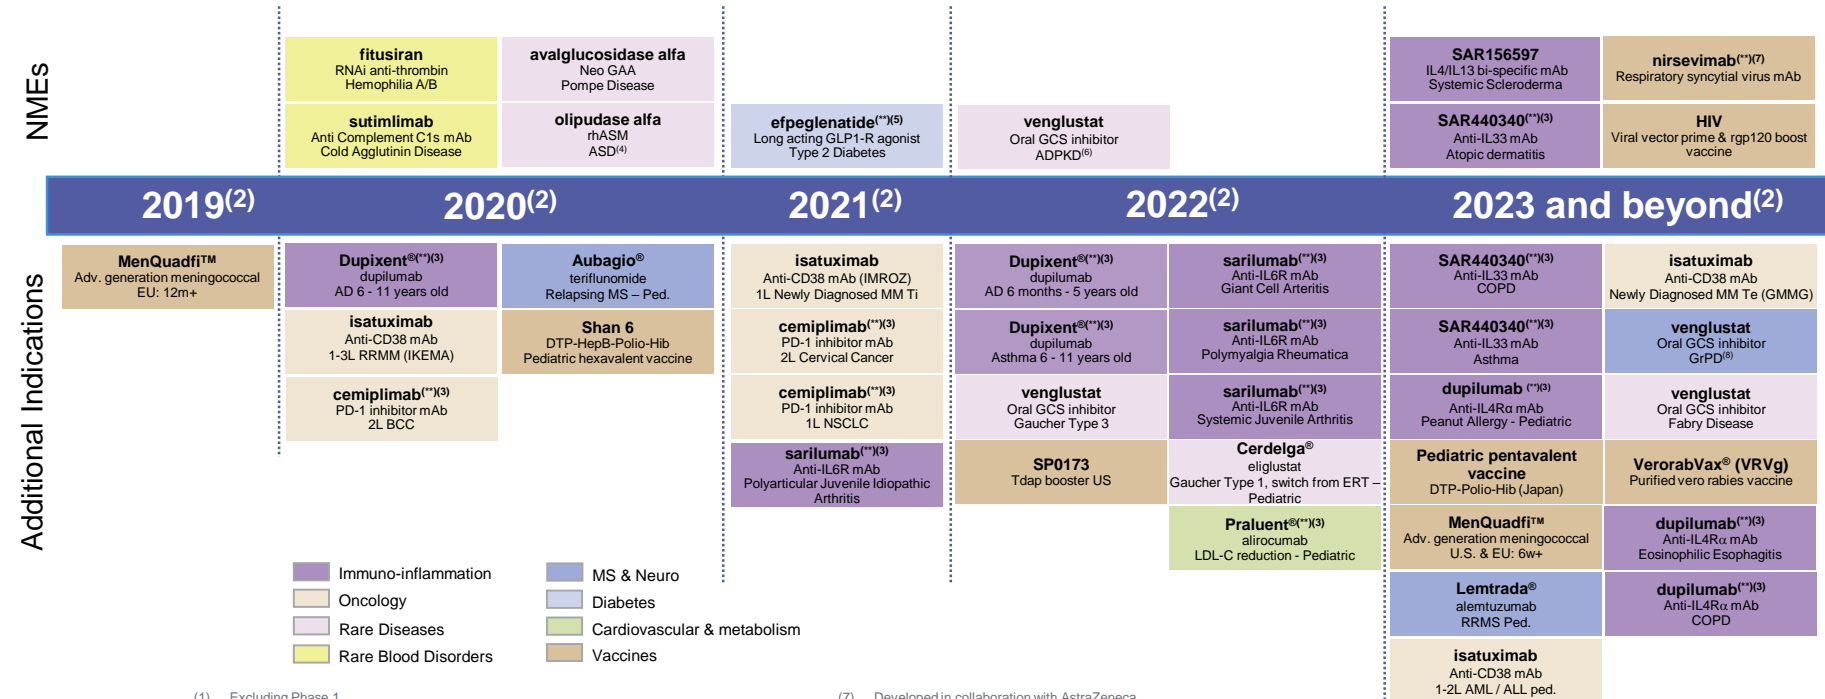 NMEs
fitusiran
RNAi anti-thrombin
Hemophilia A/B
avalglucosidase alfa
Neo GAA
Pompe Disease
SAR156597
IL4/IL13 bi-specific mAb
Systemic Scleroderma
nirsevimab(**)(7)
Respiratory syncytial virus mAb
sutimlimab
Anti Complement C1s mAb
Cold Agglutinin Disease
olipudase alfa
rhASM
ASD(4)
efpeglenatide(**)(5)
Long acting GLP1-R agonist
Type 2 Diabetes
venglustat
Oral GCS inhibitor
ADPKD(6)
SAR440340(**)(3)
Anti-IL33 mAb
Atopic dermatitis
HIV
Viral vector prime & rgp120 boost
vaccine
2019(2)
2020(2)
2021(2)
2022(2)
2023 and beyond(2)
Additional Indications
MenQuadfi™
Adv. generation meningococcal
EU: 12m+
Dupixent®(**)(3)
dupilumab
AD 6 - 11 years old
Aubagio®
teriflunomide
Relapsing MS – Ped.
isatuximab
Anti-CD38 mAb
1-3L RRMM (IKEMA)
Shan 6
DTP-HepB-Polio-Hib
Pediatric hexavalent vaccine
cemiplimab(**)(3)
PD-1 inhibitor mAb
2L BCC
isatuximab
Anti-CD38 mAb (IMROZ)
1L Newly Diagnosed MM Ti
cemiplimab(**)(3)
PD-1 inhibitor mAb
2L Cervical Cancer
cemiplimab(**)(3)
PD-1 inhibitor mAb
1L NSCLC
sarilumab(**)(3)
Anti-IL6R mAb
Polyarticular Juvenile Idiopathic
Arthritis
Dupixent®(**)(3)
dupilumab
AD 6 months - 5 years old
sarilumab(**)(3)
Anti-IL6R mAb
Giant Cell Arteritis
Dupixent®(**)(3)
dupilumab
Asthma 6 - 11 years old
sarilumab(**)(3)
Anti-IL6R mAb
Polymyalgia Rheumatica
venglustat
Oral GCS inhibitor
Gaucher Type 3
sarilumab(**)(3)
Anti-IL6R mAb
Systemic Juvenile Arthritis
SP0173
Tdap booster US
Cerdelga®
eliglustat
Gaucher Type 1, switch from ERT –
Pediatric
Praluent®(**)(3)
alirocumab
LDL-C reduction - Pediatric
SAR440340(**)(3)
Anti-IL33 mAb
COPD
isatuximab
Anti-CD38 mAb
Newly Diagnosed MM Te (GMMG)
SAR440340(**)(3)
Anti-IL33 mAb
Asthma
venglustat
Oral GCS inhibitor
GrPD(8)
dupilumab (**)(3)
Anti-IL4Rα mAb
Peanut Allergy - Pediatric
venglustat
Oral GCS inhibitor
Fabry Disease
Pediatric pentavalent
vaccine
DTP-Polio-Hib (Japan)
VerorabVax® (VRVg)
Purified vero rabies vaccine
MenQuadfi™
Adv. generation meningococcal
U.S. & EU: 6w+
dupilumab(**)(3)
Anti-IL4Rα mAb
Eosinophilic Esophagitis
Lemtrada®
alemtuzumab
RRMS Ped.
dupilumab(**)(3)
Anti-IL4Rα mAb
COPD
isatuximab
Anti-CD38 mAb
1-2L AML / ALL ped.
Immuno-inflammation
Oncology
Rare Diseases
Rare Blood Disorders
MS & Neuro
Diabetes
Cardiovascular & metabolism
Vaccines
(1) Excluding Phase 1
(7) Developed in collaboration with AstraZeneca